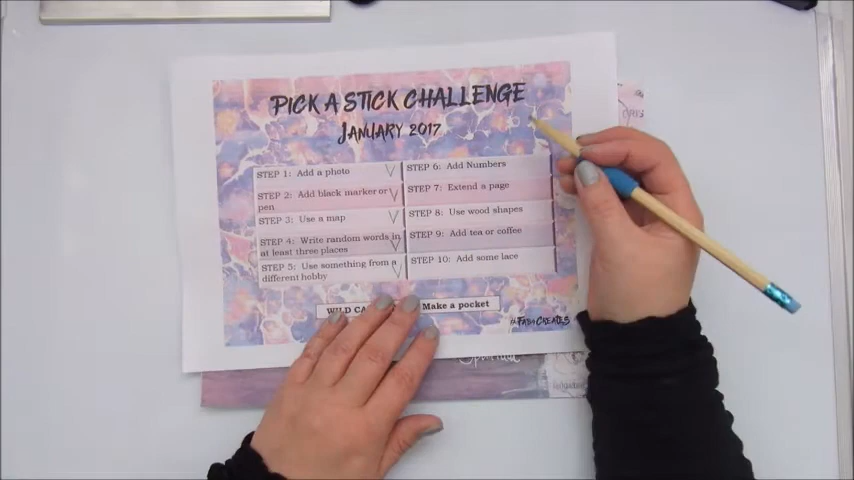 PICK A STICK CHALLENGE
JANUARY 2017
STEP 1: Add a photo
STEP 2: Add black marker or
pen
STEP 3: Use a map
STEP 4: Write random words in
at least three places
STEP 5: Use something from a
different hobby
STEP 6: Add Numbers
STEP 7: Extend a page
STEP 8: Use wood shapes
STEP 9: Add tea or coffee
STEP 10: Add some lace
WILD Make a pocket